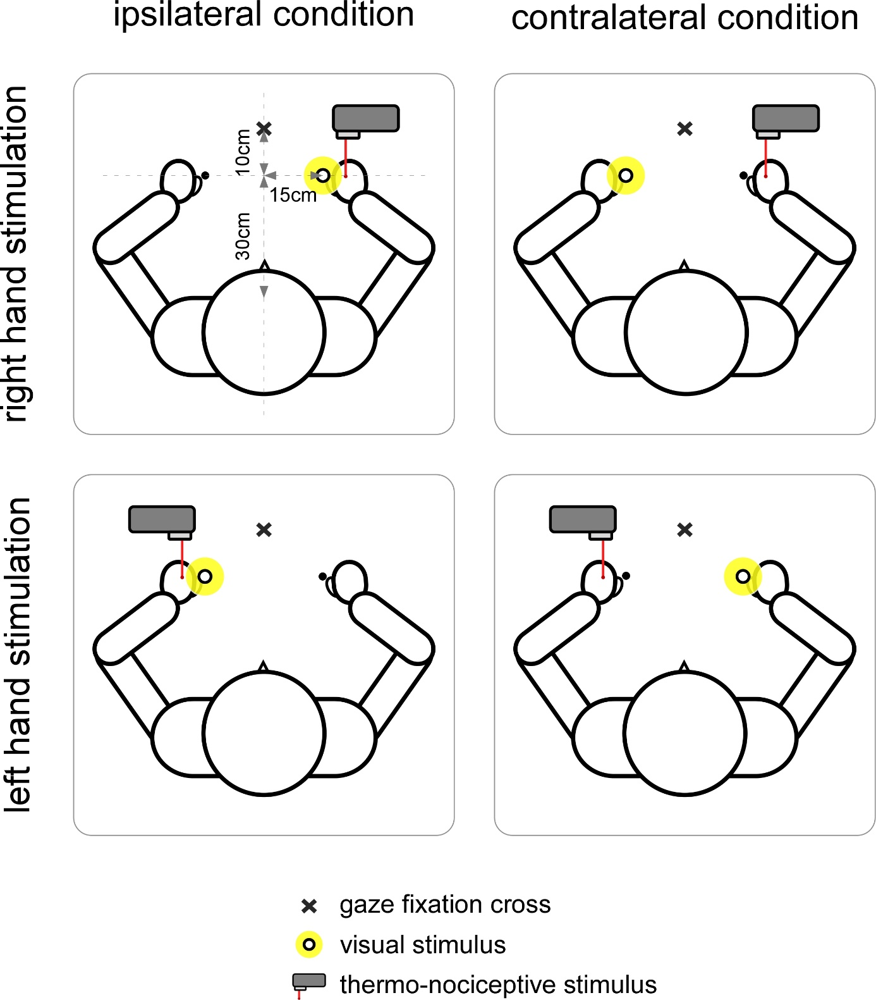 ipsilateral condition
contralateral condition
right hand stimulation
10cm
15cm
30cm
left hand stimulation
gaze fixation cross
visual stimulus
thermo-nociceptive stimulus